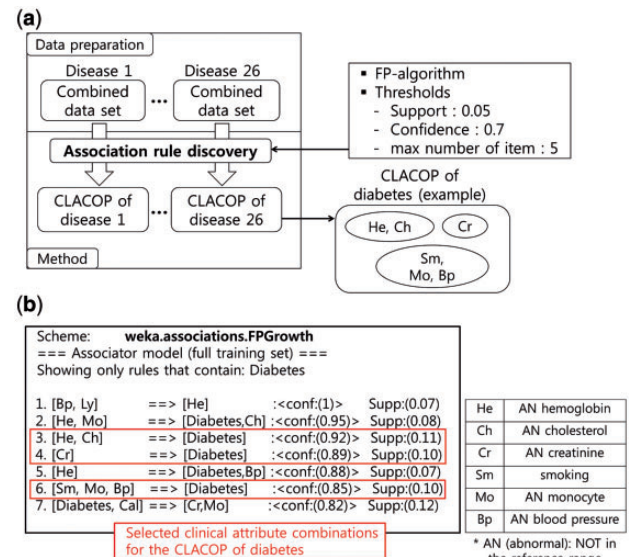 (a)
Data preparation
Disease 1 Disease 26
Combined data set ... Combined data set
Association rule discovery
CLACOP of disease 1 ... CLACOP of disease 26
Method
▪ FP-algorithm
▪ Thresholds
- Support : 0.05
- Confidence : 0.7
- max number of item : 5
CLACOP of
diabetes (example)
He, Ch Cr
Sm,
Mo, Bp
(b)
Scheme: weka.associations.FPGrowth
=== Associator model (full training set) ===
Showing only rules that contain: Diabetes
1. [Bp, Ly] ==> [He] :<conf:(1)> Supp:(0.07)
2. [He, Mo] ==> [Diabetes,Ch] :<conf:(0.95)> Supp:(0.08)
3. [He, Ch] ==> [Diabetes] :<conf:(0.92)> Supp:(0.11)
4. [Cr] ==> [Diabetes] :<conf:(0.89)> Supp:(0.10)
5. [He] ==> [Diabetes,Bp] :<conf:(0.88)> Supp:(0.07)
6. [Sm, Mo, Bp] ==> [Diabetes] :<conf:(0.85)> Supp:(0.10)
7. [Diabetes, Cal] ==> [Cr,Mo] :<conf:(0.82)> Supp:(0.12)
Selected clinical attribute combinations
for the CLACOP of diabetes
He AN hemoglobin
Ch AN cholesterol
Cr AN creatinine
Sm smoking
Mo AN monocyte
Bp AN blood pressure
* AN (abnormal): NOT in
the reference range